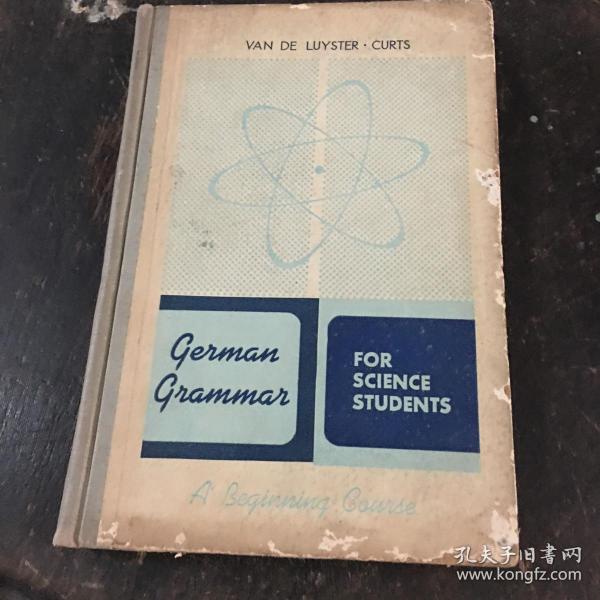 VAN DE LUYSTER · CURTS
German
Grammar
FOR
SCIENCE
STUDENTS
A Beginning Course
孔夫子旧书网
www.kongfz.com